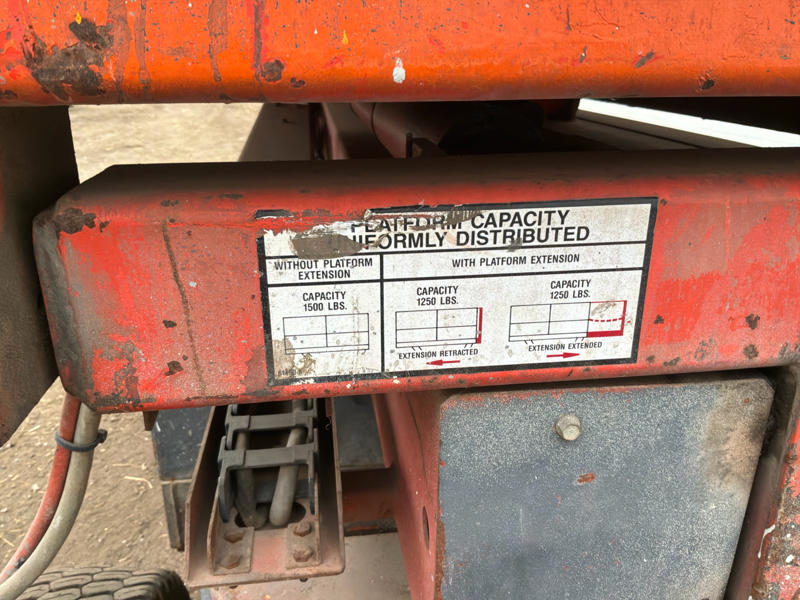 PLATFORM CAPACITY
UNIFORMLY DISTRIBUTED
WITHOUT PLATFORM
EXTENSION
WITH PLATFORM EXTENSION
CAPACITY
1500 LBS.
CAPACITY
1250 LBS.
EXTENSION RETRACTED
CAPACITY
1250 LBS.
EXTENSION EXTENDED